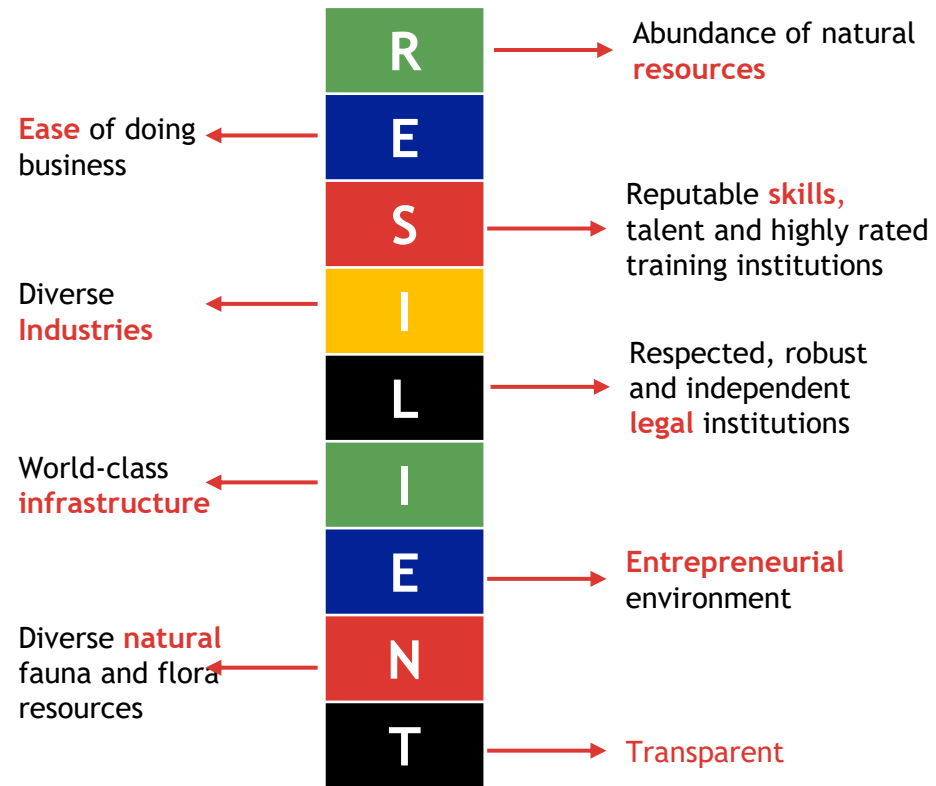 R
Abundance of natural
resources
E
Ease of doing
business
S
Reputable skills,
talent and highly rated
training institutions
I
Diverse
Industries
L
Respected, robust
and independent
legal institutions
I
World-class
infrastructure
E
Entrepreneurial
environment
N
Diverse natural
fauna and flora
resources
T
Transparent